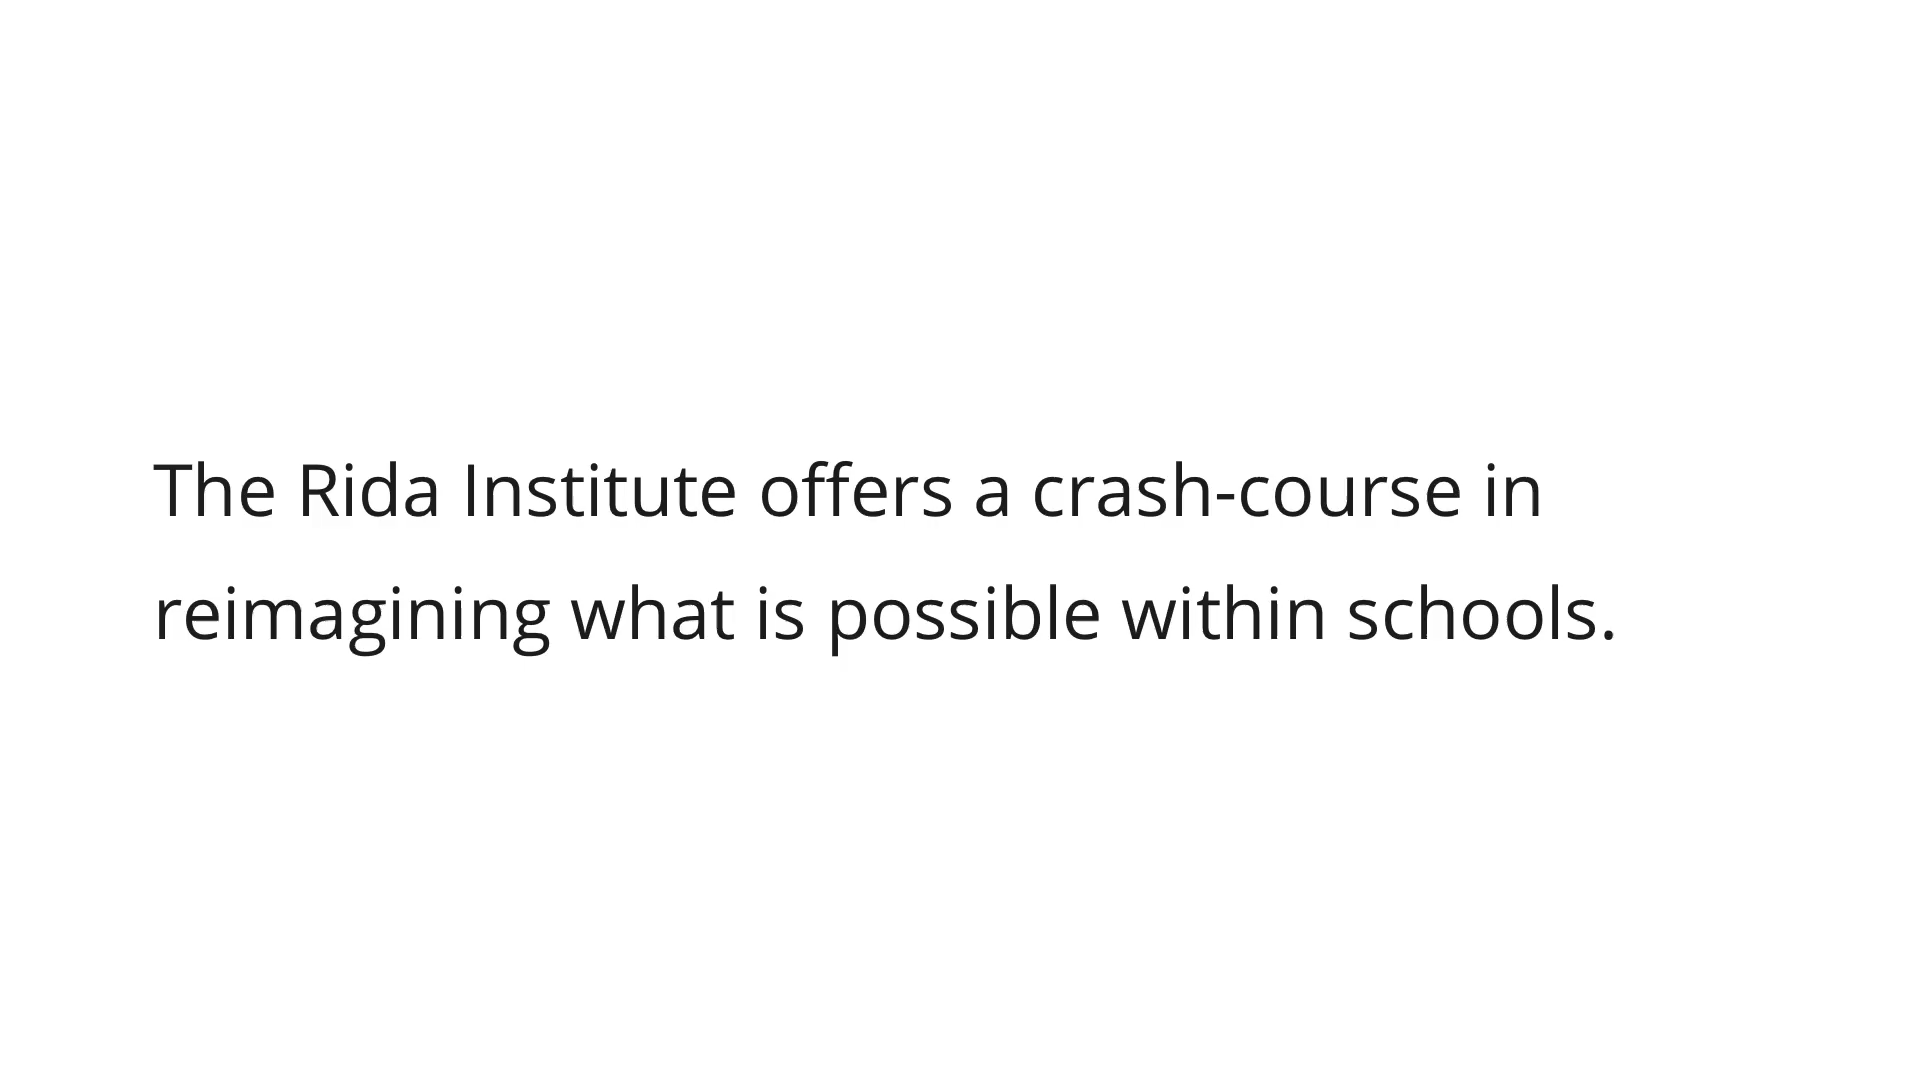 The Rida Institute offers a crash-course in
reimagining what is possible within schools.